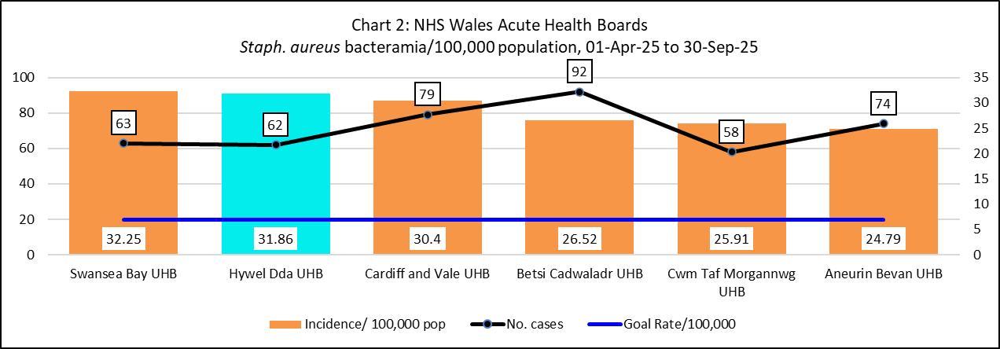 Chart 2: NHS Wales Acute Health Boards
Staph. aureus bacteramia/100,000 population, 01-Apr-25 to 30-Sep-25
100
80
60
40
20
0
35
30
25
20
15
10
5
0
63
62
79
92
58
74
32.25
31.86
30.4
26.52
25.91
24.79
Swansea Bay UHB
Hywel Dda UHB
Cardiff and Vale UHB
Betsi Cadwaladr UHB
Cwm Taf Morgannwg
UHB
Aneurin Bevan UHB
Incidence/ 100,000 pop
No. cases
Goal Rate/100,000